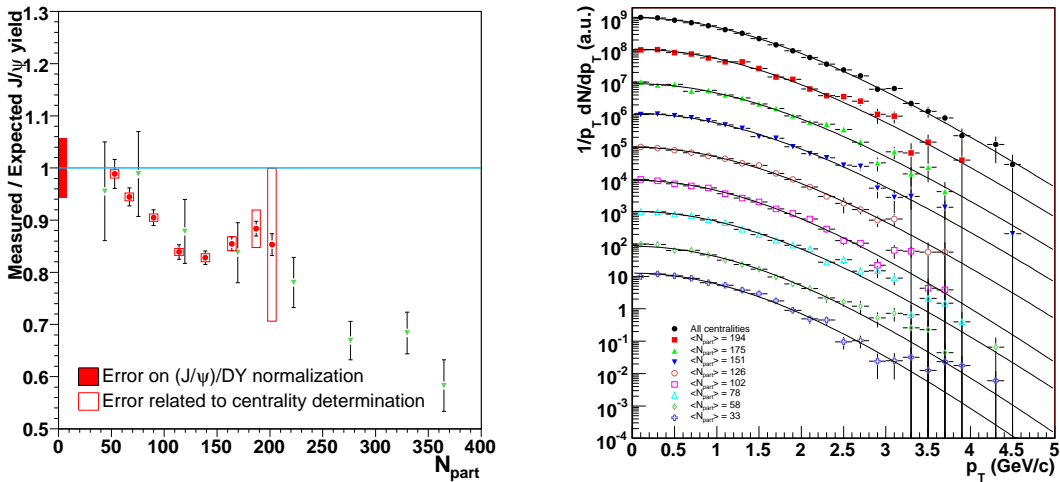 Measured / Expected J/ψ yield
1.3
1.2
1.1
1
0.9
0.8
0.7
0.6
0.5
Error on (J/ψ)/DY normalization
Error related to centrality determination
0 50 100 150 200 250 300 350 400
N_part
1/p_T dN/dp_T (a.u.)
10^9
10^8
10^7
10^6
10^5
10^4
10^3
10^2
10
1
10^-1
10^-2
10^-3
10^-4
All centralities
<N_part> = 194
<N_part> = 175
<N_part> = 151
<N_part> = 126
<N_part> = 102
<N_part> = 78
<N_part> = 58
<N_part> = 33
0 0.5 1 1.5 2 2.5 3 3.5 4 4.5 5
p_T (GeV/c)